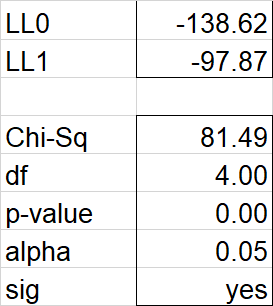 LL0 -138.62
LL1 -97.87
Chi-Sq 81.49
df 4.00
p-value 0.00
alpha 0.05
sig yes